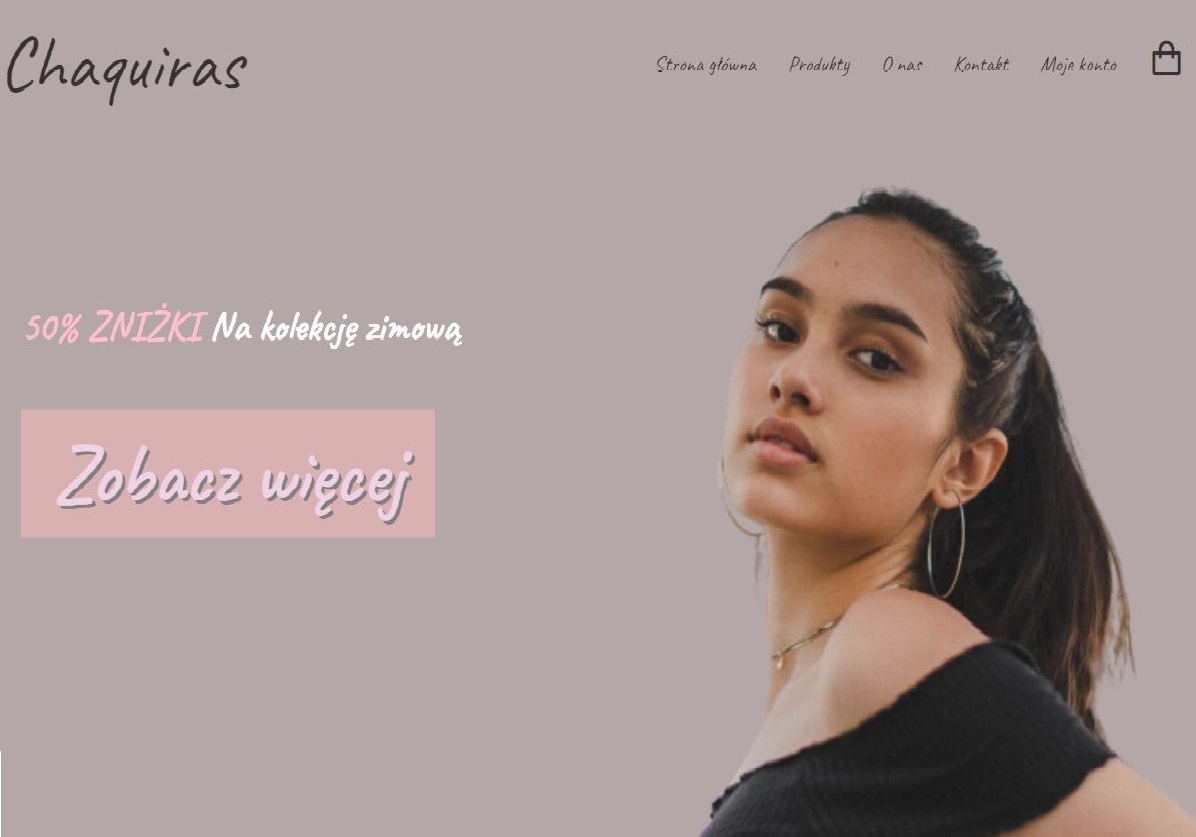 Chaquiras
Strona główna Produkty O nas Kontakt Moje konto
50% ZNIŻKI Na kolekcję zimową
Zobacz więcej